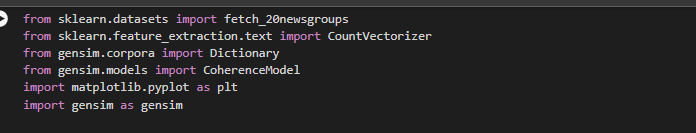 from sklearn.datasets import fetch_20newsgroups
from sklearn.feature_extraction.text import CountVectorizer
from gensim.corpora import Dictionary
from gensim.models import CoherenceModel
import matplotlib.pyplot as plt
import gensim as gensim